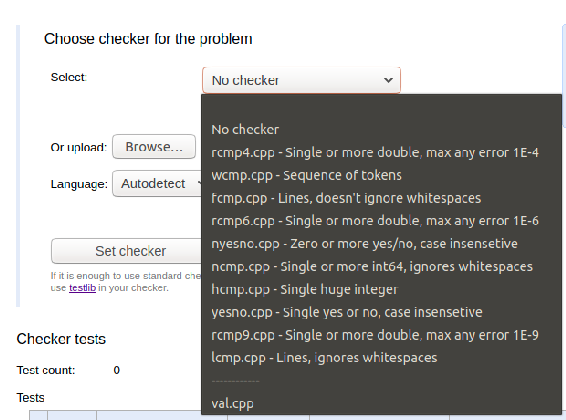 Choose checker for the problem
Select:
No checker
No checker
rcmp4.cpp - Single or more double, max any error 1E-4
Or upload:
Browse...
wcmp.cpp - Sequence of tokens
fcmp.cpp - Lines, doesn't ignore whitespaces
Language:
Autodetect
rcmp6.cpp - Single or more double, max any error 1E-6
nyesno.cpp - Zero or more yes/no, case insensetive
Set checker
ncmp.cpp - Single or more int64, ignores whitespaces
If it is enough to use standard che
use testlib in your checker.
hcmp.cpp - Single huge integer
yesno.cpp - Single yes or no, case insensetive
rcmp9.cpp - Single or more double, max any error 1E-9
lcmp.cpp - Lines, ignores whitespaces
------------
val.cpp
Checker tests
Test count:
0
Tests